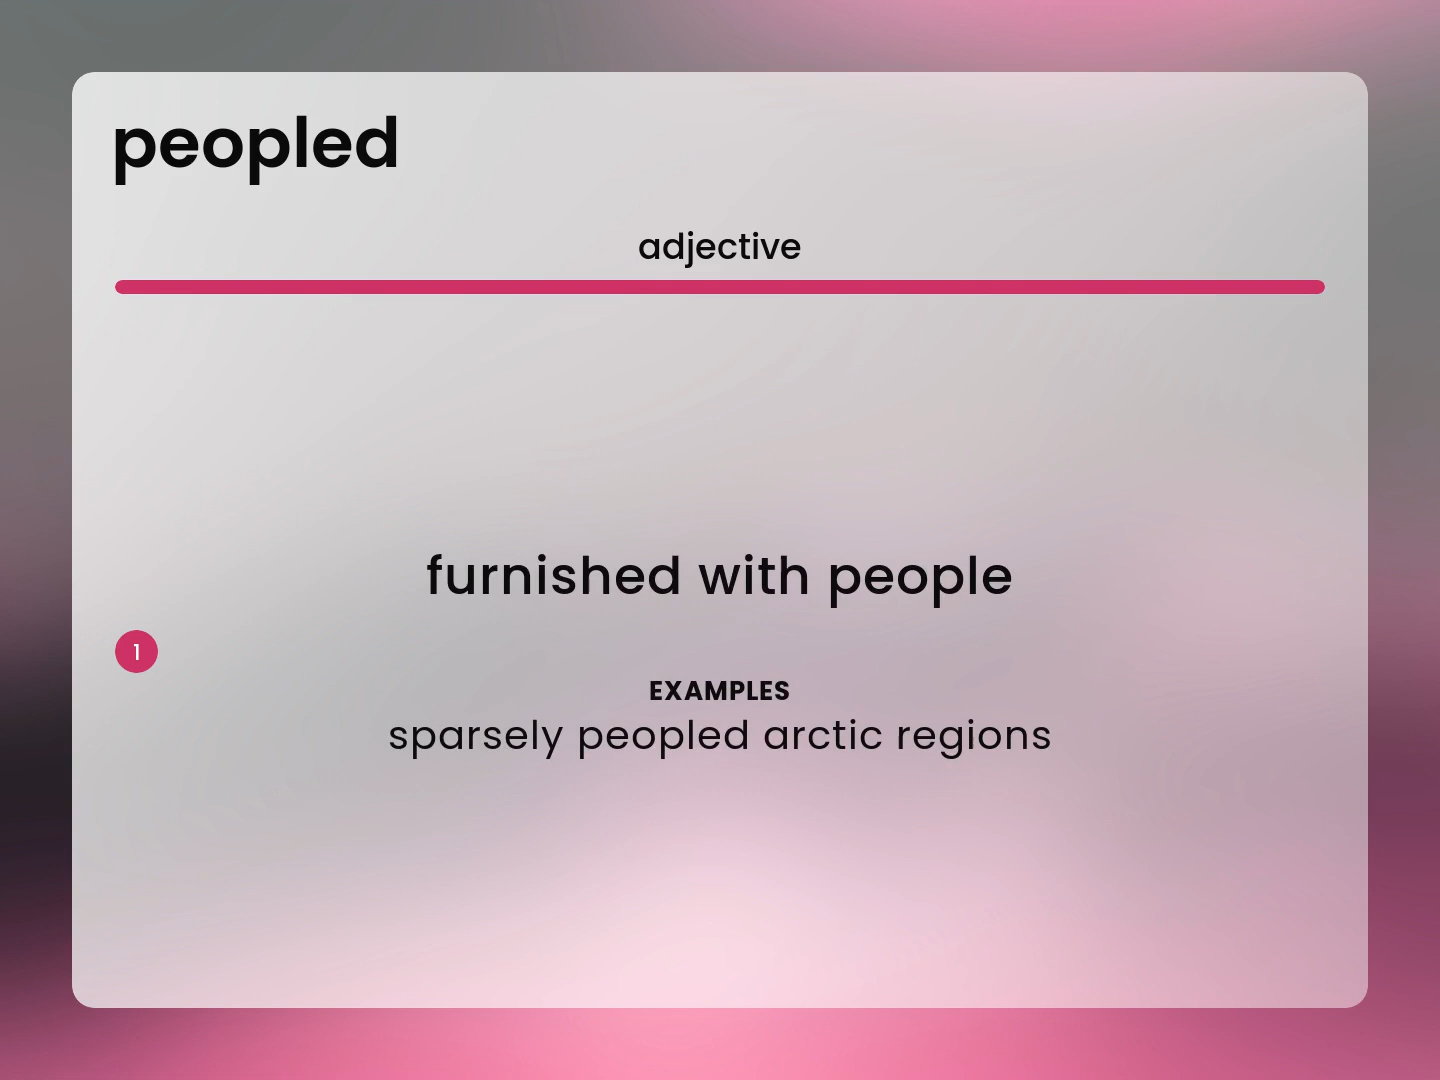 peopled
adjective
furnished with people
1
EXAMPLES
sparsely peopled arctic regions